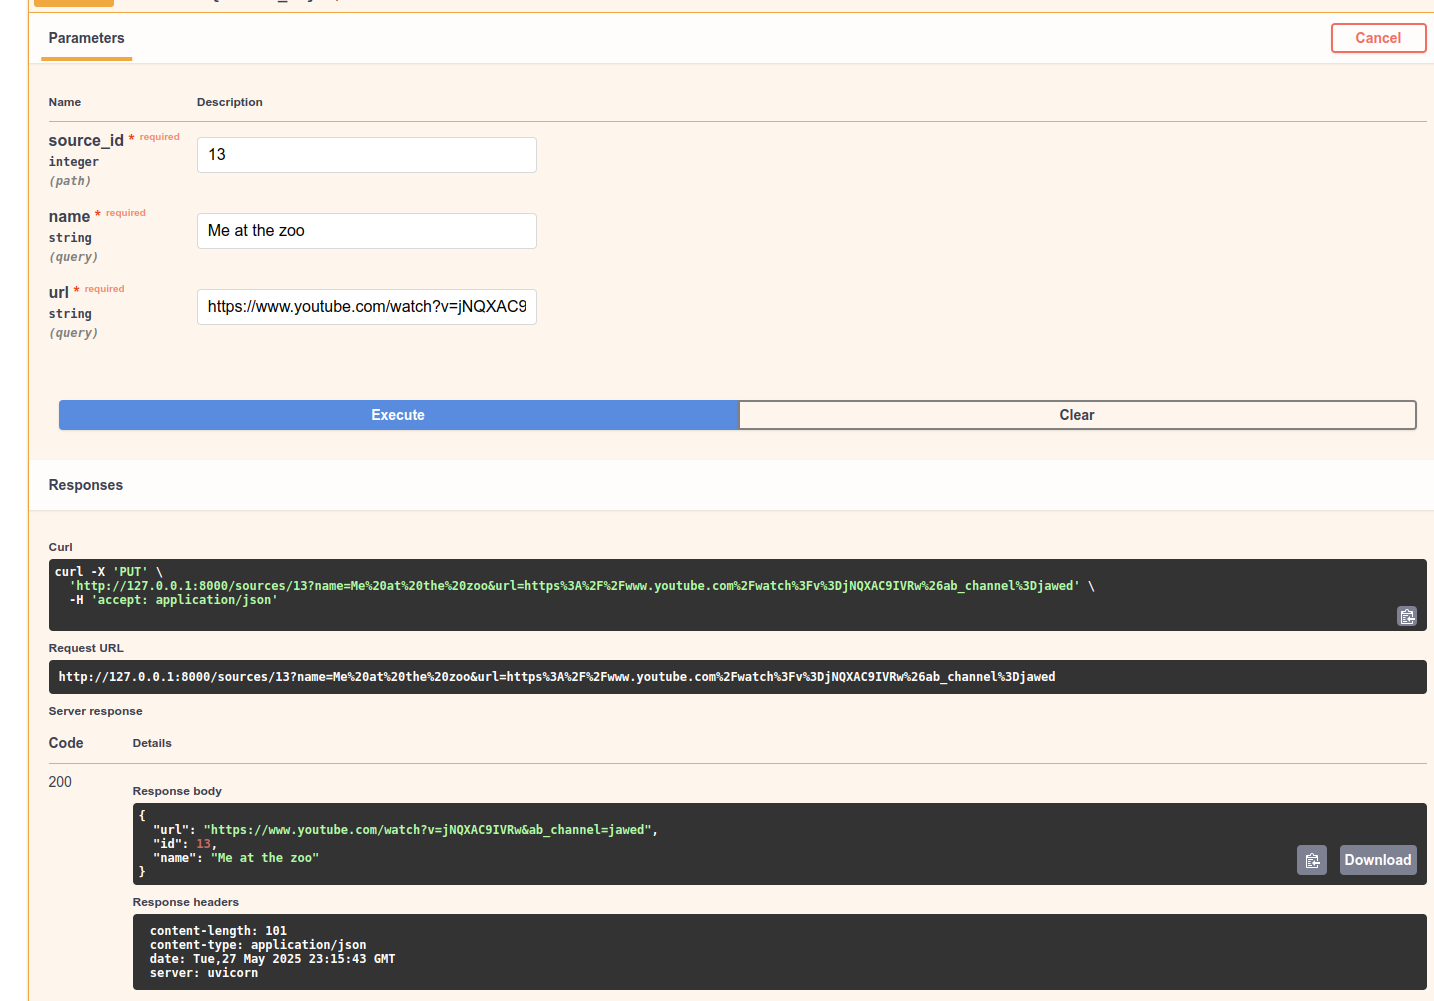 Parameters
Cancel
Name Description
source_id * required
integer
(path)
13
name * required
string
(query)
Me at the zoo
url * required
string
(query)
https://www.youtube.com/watch?v=jNQXAC9
Execute
Clear
Responses
Curl
curl -X 'PUT' \
'http://127.0.0.1:8000/sources/13?name=Me%20at%20the%20zoo&url=https%3A%2F%2Fwww.youtube.com%2Fwatch%3Fv%3DjNQXAC9IVRw%26ab_channel%3Djawed' \
-H 'accept: application/json'
Request URL
http://127.0.0.1:8000/sources/13?name=Me%20at%20the%20zoo&url=https%3A%2F%2Fwww.youtube.com%2Fwatch%3Fv%3DjNQXAC9IVRw%26ab_channel%3Djawed
Server response
Code Details
200
Response body
{
"url": "https://www.youtube.com/watch?v=jNQXAC9IVRw&ab_channel=jawed",
"id": 13,
"name": "Me at the zoo"
}
Download
Response headers
content-length: 101
content-type: application/json
date: Tue,27 May 2025 23:15:43 GMT
server: uvicorn